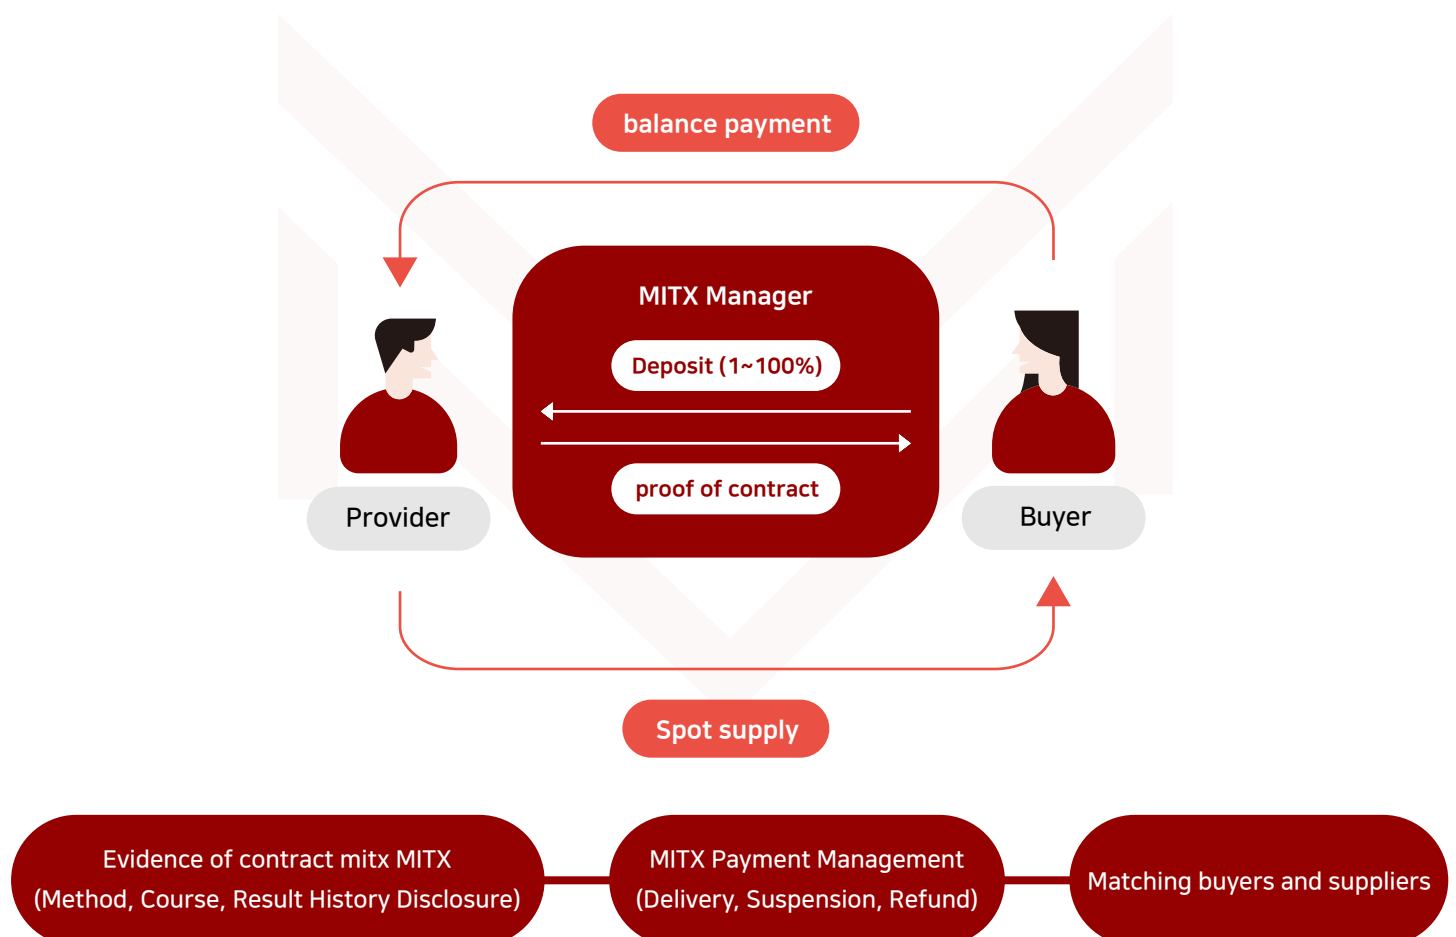 balance payment
MITX Manager
Deposit (1~100%)
proof of contract
Provider
Buyer
Spot supply
Evidence of contract mitx MITX
(Method, Course, Result History Disclosure)
MITX Payment Management
(Delivery, Suspension, Refund)
Matching buyers and suppliers